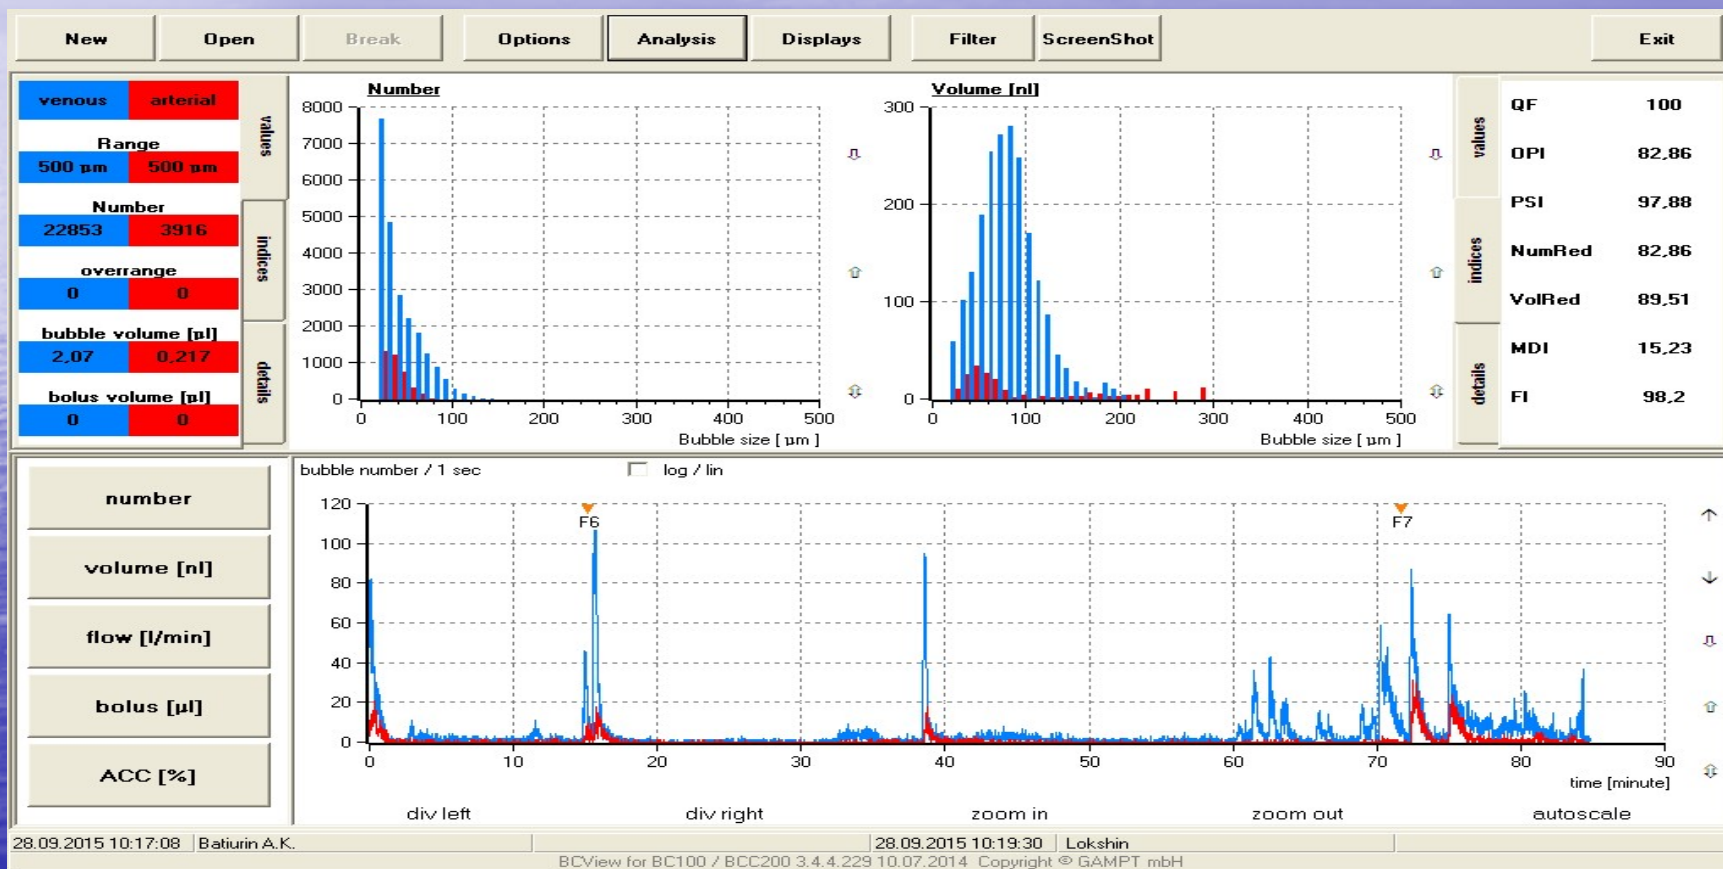 New Open Break Options Analysis Displays Filter ScreenShot Exit
venous arterial
Range
500 µm 500 µm
Number
22853 3916
overrange
0 0
bubble volume [µl]
2,07 0,217
bolus volume [µl]
0 0
values
indices
details
Number
8000
7000
6000
5000
4000
3000
2000
1000
0
0 100 200 300 400 500
Bubble size [ µm ]
Volume [nl]
300
200
100
0
0 100 200 300 400 500
Bubble size [ µm ]
values
indices
details
QF 100
OPI 82,86
PSI 97,88
NumRed 82,86
VolRed 89,51
MDI 15,23
FI 98,2
number
volume [nl]
flow [l/min]
bolus [µl]
ACC [%]
bubble number / 1 sec log / lin
120
100
80
60
40
20
0
F6 F7
0 10 20 30 40 50 60 70 80 90
time [minute]
div left div right zoom in zoom out autoscale
28.09.2015 10:17:08 Batiurin A.K. 28.09.2015 10:19:30 Lokshin
BCView for BC100 / BCC200 3.4.4.229 10.07.2014 Copyright © GAMPT mbH